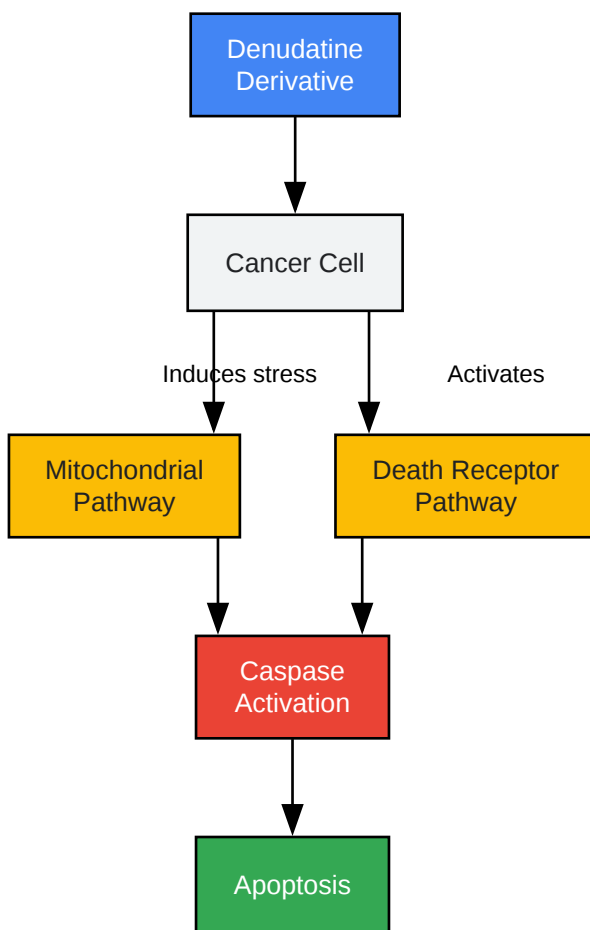 Denudatine
Derivative
Cancer Cell
Induces stress
Activates
Mitochondrial
Pathway
Death Receptor
Pathway
Caspase
Activation
Apoptosis